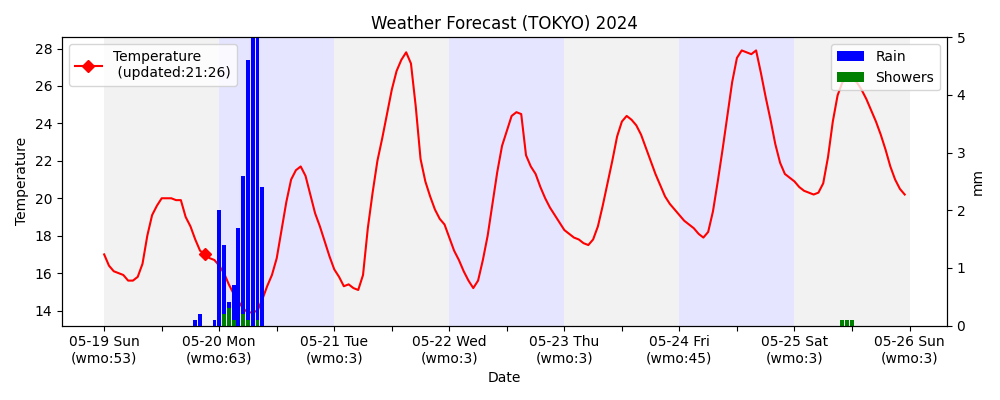 Weather Forecast (TOKYO) 2024
Temperature
(updated:21:26)
Rain
Showers
28
26
24
22
20
18
16
14
Temperature
5
4
3
2
1
0
mm
05-19 Sun
(wmo:53)
05-20 Mon
(wmo:63)
05-21 Tue
(wmo:3)
05-22 Wed
(wmo:3)
05-23 Thu
(wmo:3)
05-24 Fri
(wmo:45)
05-25 Sat
(wmo:3)
05-26 Sun
(wmo:3)
Date